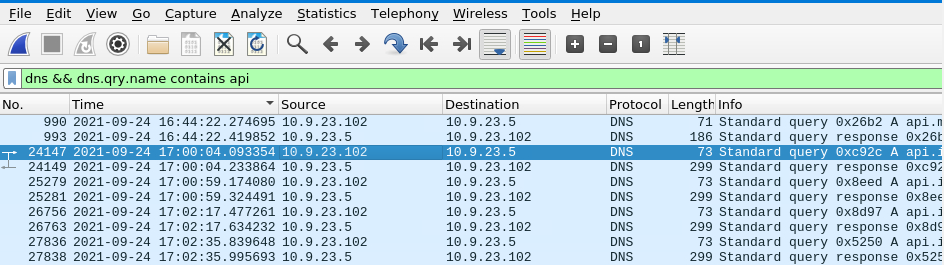 File Edit View Go Capture Analyze Statistics Telephony Wireless Tools Help
dns && dns.qry.name contains api
No. Time Source Destination Protocol Length Info
990 2021-09-24 16:44:22.274695 10.9.23.102 10.9.23.5 DNS 71 Standard query 0x26b2 A api.m
993 2021-09-24 16:44:22.419852 10.9.23.5 10.9.23.102 DNS 186 Standard query response 0x26b
24147 2021-09-24 17:00:04.093354 10.9.23.102 10.9.23.5 DNS 73 Standard query 0xc92c A api.i
24149 2021-09-24 17:00:04.233864 10.9.23.5 10.9.23.102 DNS 299 Standard query response 0xc92
25279 2021-09-24 17:00:59.174080 10.9.23.102 10.9.23.5 DNS 73 Standard query 0x8eed A api.i
25281 2021-09-24 17:00:59.324491 10.9.23.5 10.9.23.102 DNS 299 Standard query response 0x8ee
26756 2021-09-24 17:02:17.477261 10.9.23.102 10.9.23.5 DNS 73 Standard query 0x8d97 A api.i
26763 2021-09-24 17:02:17.634232 10.9.23.5 10.9.23.102 DNS 299 Standard query response 0x8d9
27836 2021-09-24 17:02:35.839648 10.9.23.102 10.9.23.5 DNS 73 Standard query 0x5250 A api.i
27838 2021-09-24 17:02:35.995693 10.9.23.5 10.9.23.102 DNS 299 Standard query response 0x525